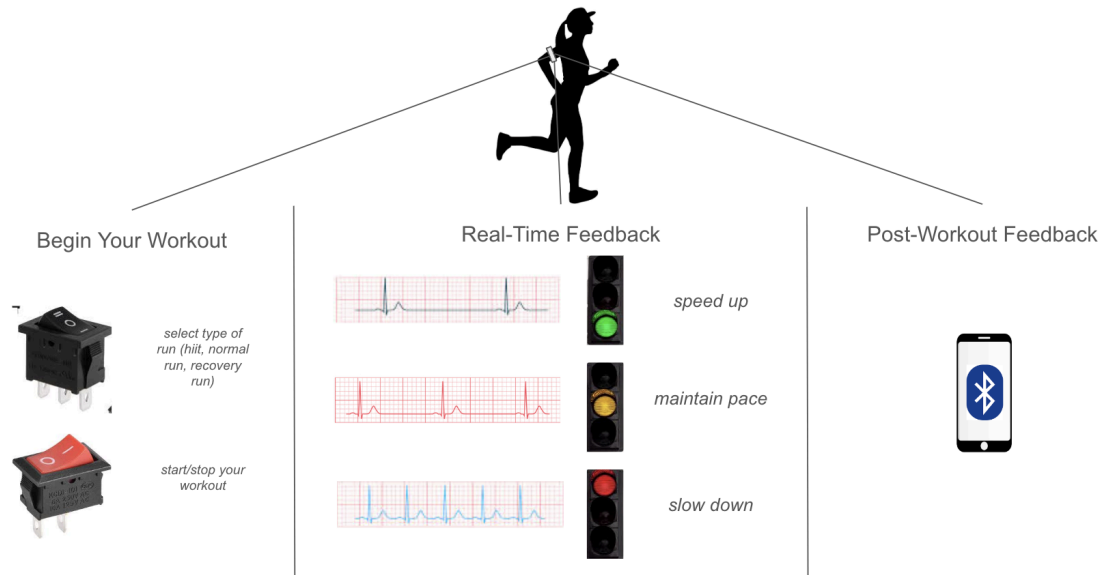 Begin Your Workout
select type of
run (hiit, normal
run, recovery
run)
start/stop your
workout
Real-Time Feedback
speed up
maintain pace
slow down
Post-Workout Feedback